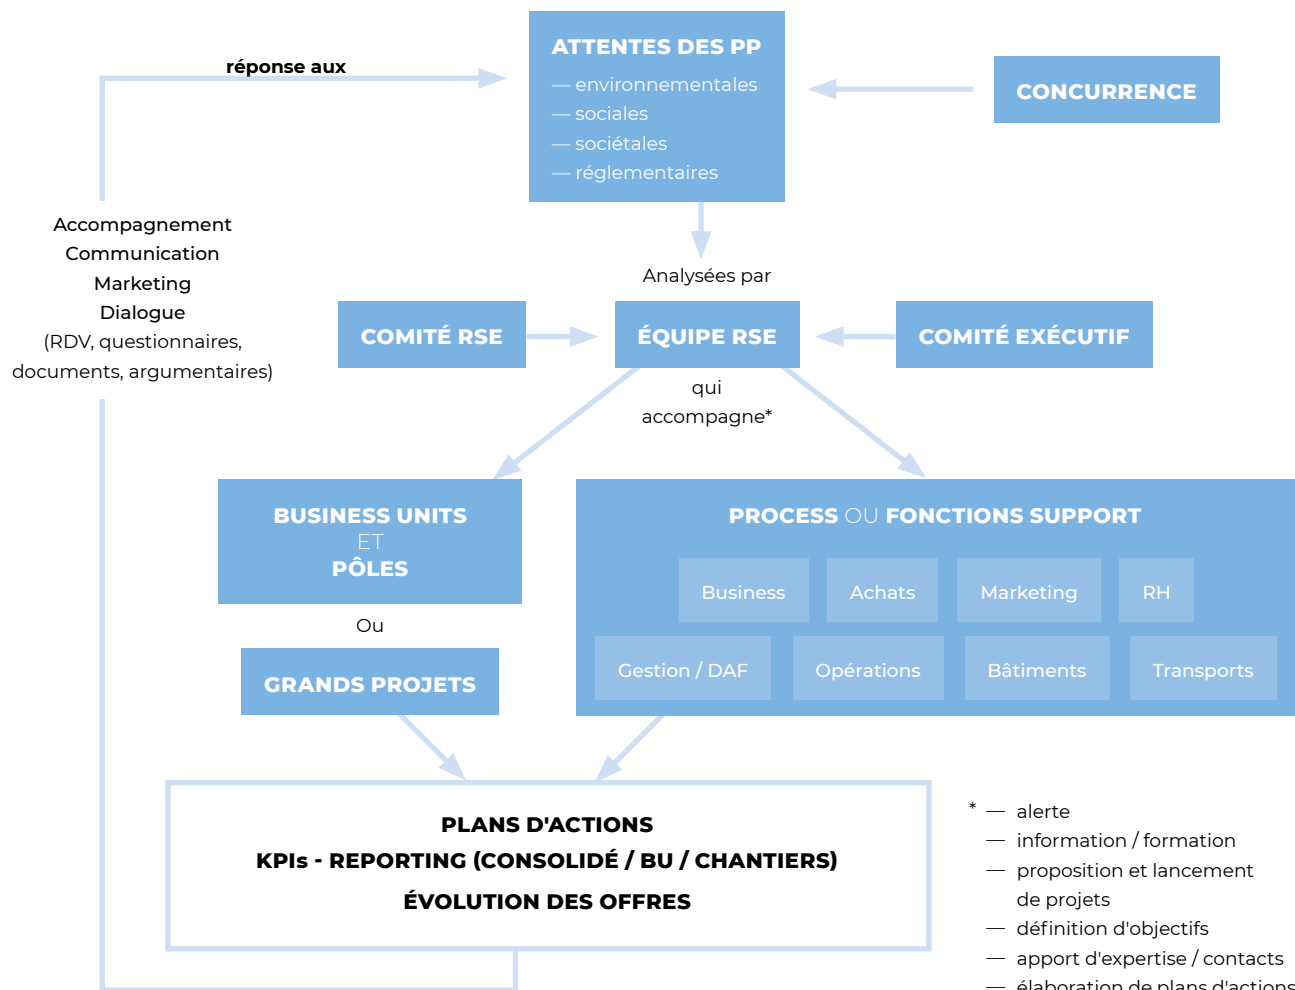 réponse aux
ATTENTES DES PP
— environnementales
— sociales
— sociétales
— réglementaires
CONCURRENCE
Accompagnement
Communication
Marketing
Dialogue
(RDV, questionnaires,
documents, argumentaires)
Analysées par
COMITÉ RSE
ÉQUIPE RSE
COMITÉ EXÉCUTIF
qui
accompagne*
BUSINESS UNITS
ET
PÔLES
Ou
GRANDS PROJETS
PROCESS OU FONCTIONS SUPPORT
Business
Achats
Marketing
RH
Gestion / DAF
Opérations
Bâtiments
Transports
PLANS D'ACTIONS
KPIs - REPORTING (CONSOLIDÉ / BU / CHANTIERS)
ÉVOLUTION DES OFFRES
* — alerte
— information / formation
— proposition et lancement
de projets
— définition d'objectifs
— apport d'expertise / contacts
— élaboration de plans d'actions